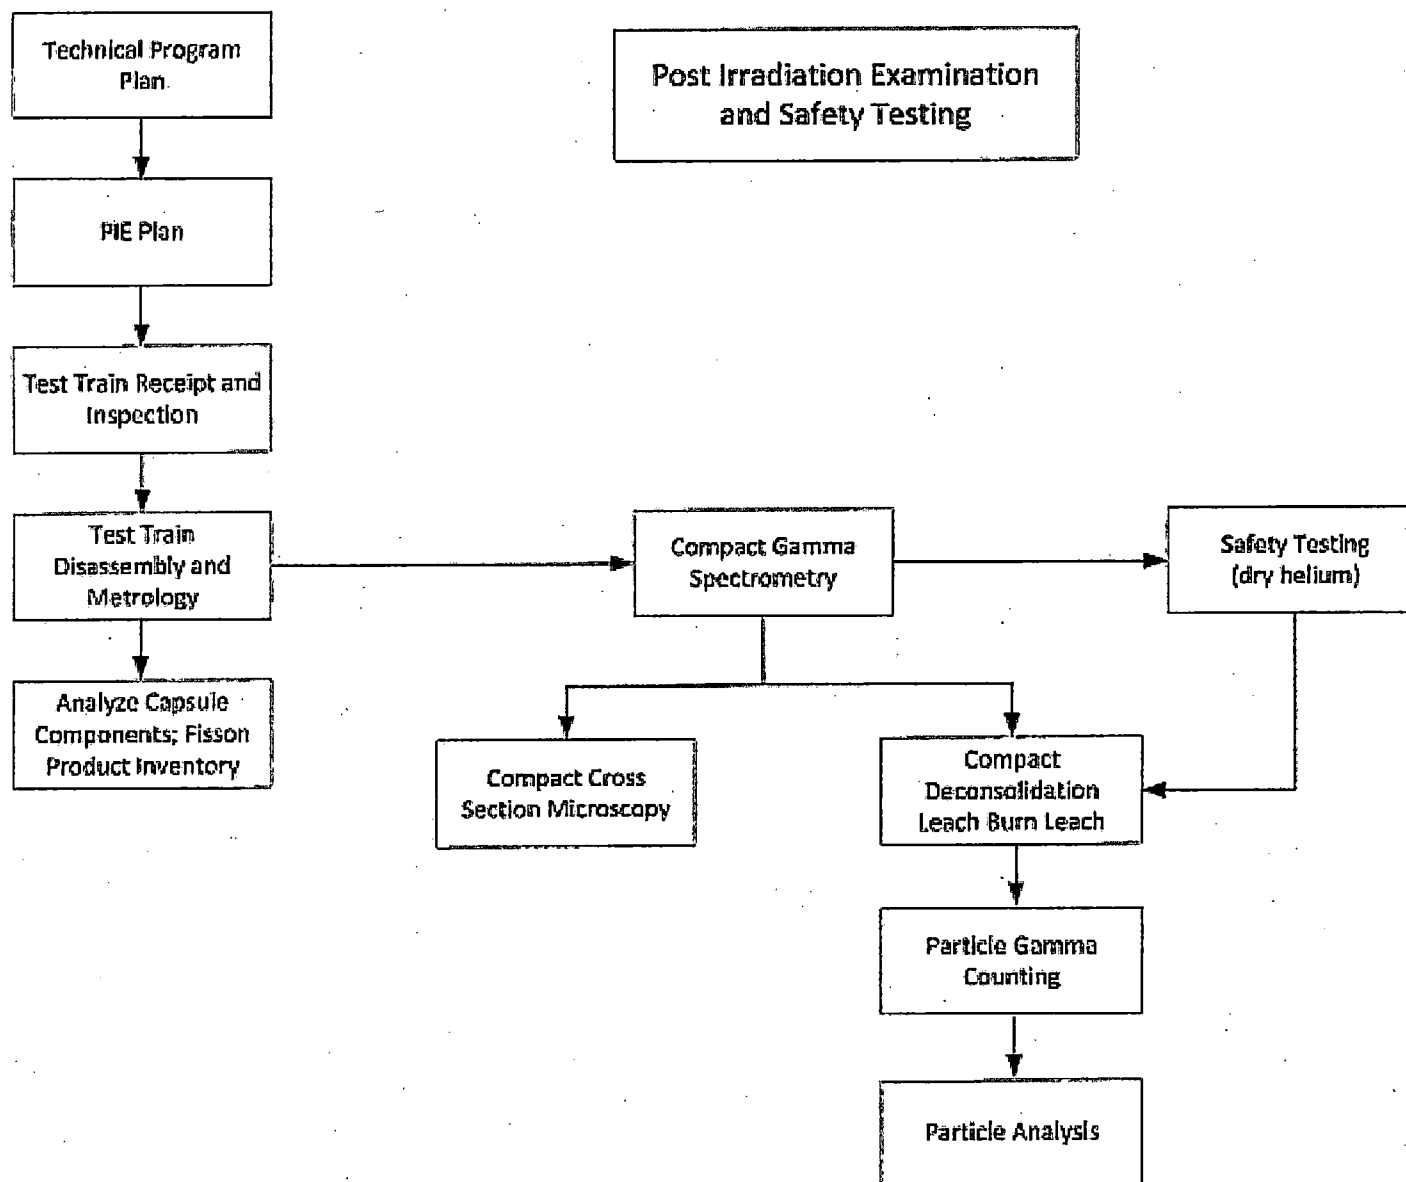 Technical Program
Plan
Post Irradiation Examination
and Safety Testing
PIE Plan
Test Train Receipt and
Inspection
Test Train
Disassembly and
Metrology
Compact Gamma
Spectrometry
Safety Testing
(dry helium)
Analyze Capsule
Components; Fisson
Product Inventory
Compact Cross
Section Microscopy
Compact
Deconsolidation
Leach Burn Leach
Particle Gamma
Counting
Particle Analysis